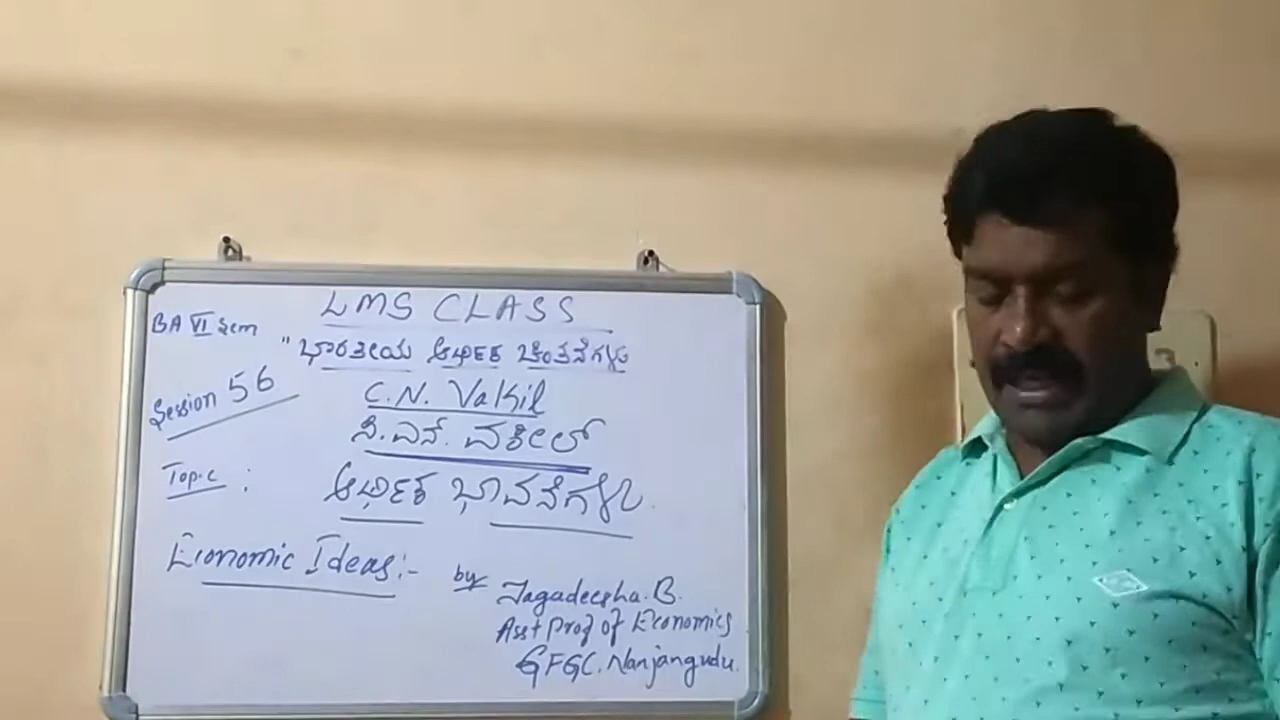 LMS CLASS
BA VI Sem
"ಭಾರತೀಯ ಆರ್ಥಿಕ ಚಿಂತನೆಗಳು
Session 56
C.N. Vakil
ಸಿ.ಎನ್. ವಕೀಲ್
Topic :
ಆರ್ಥಿಕ ಭಾವನೆಗಳು.
Economic Ideas:-
by Jagadeesha.B.
Asst Prof of Economics
GFGC. Nanjangudu.